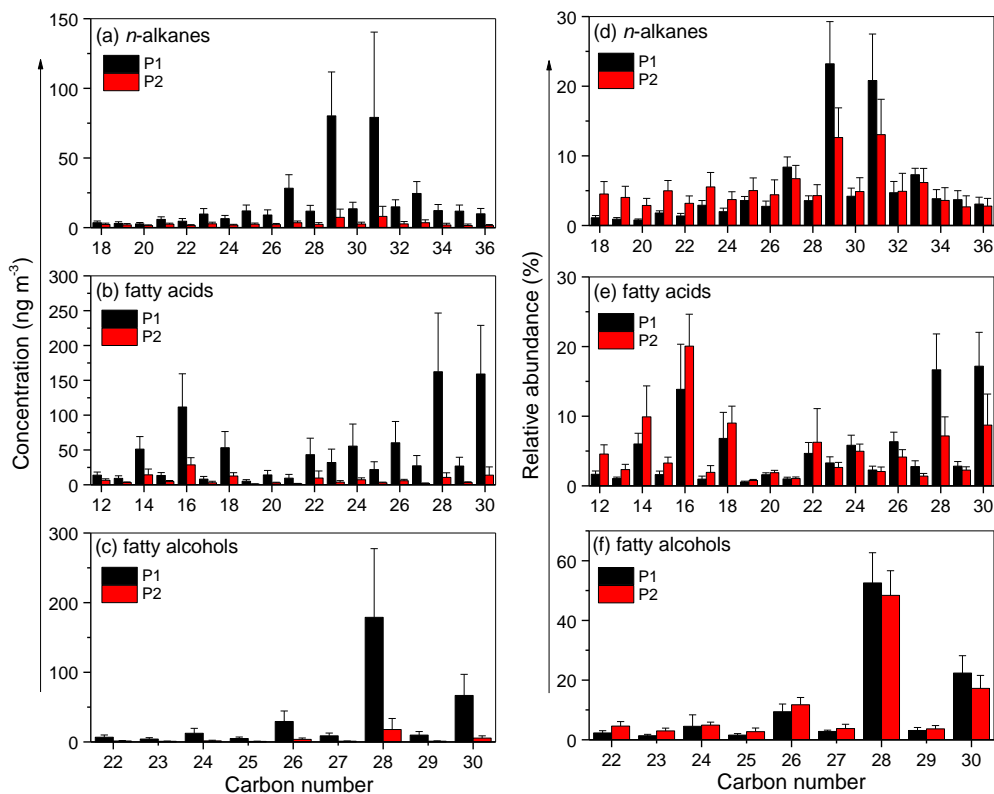 (a) n-alkanes
P1
P2
150
100
50
0
18 20 22 24 26 28 30 32 34 36
(b) fatty acids
P1
P2
300
250
200
150
100
50
0
12 14 16 18 20 22 24 26 28 30
(c) fatty alcohols
P1
P2
300
200
100
0
22 23 24 25 26 27 28 29 30
Carbon number
Concentration (ng m⁻³)
(d) n-alkanes
P1
P2
30
20
10
0
18 20 22 24 26 28 30 32 34 36
(e) fatty acids
P1
P2
30
20
10
0
12 14 16 18 20 22 24 26 28 30
(f) fatty alcohols
P1
P2
60
40
20
0
22 23 24 25 26 27 28 29 30
Carbon number
Relative abundance (%)